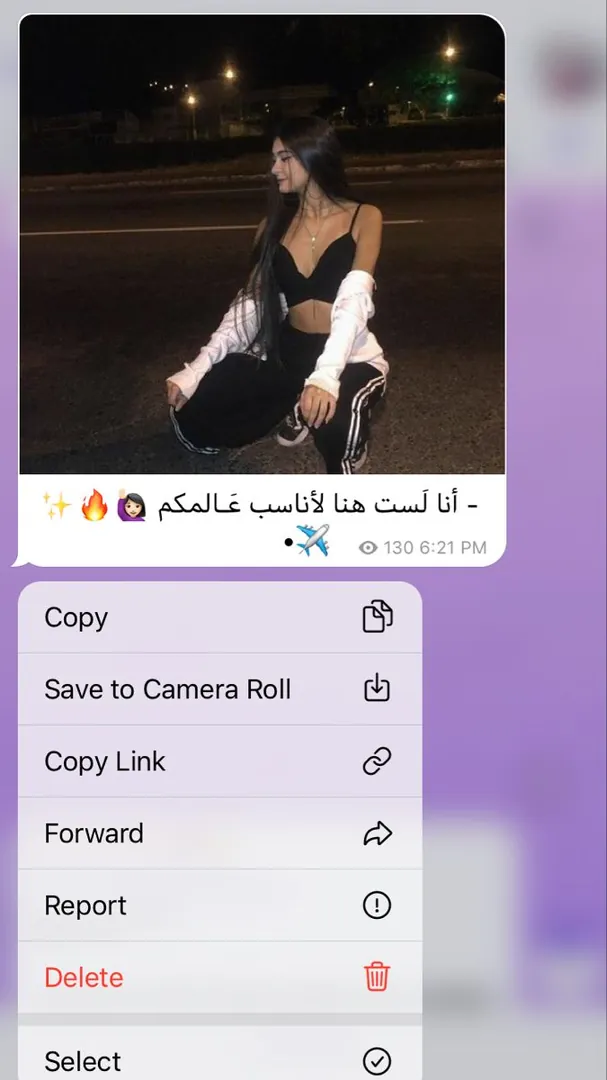 - أنا لَست هنا لأناسب عَـالمكم 🙋🏻‍♀️🔥✨
✈️•
130 6:21 PM
Copy
Save to Camera Roll
Copy Link
Forward
Report
Delete
Select